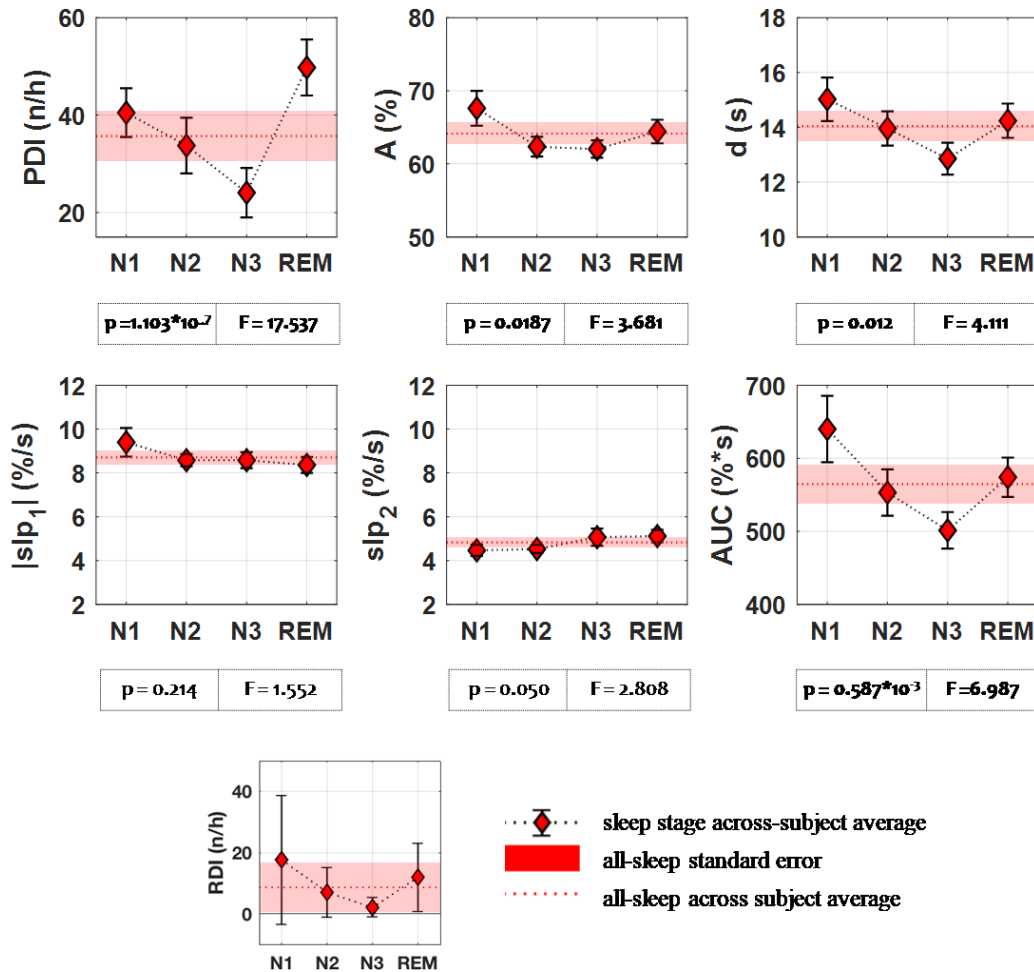 60
40
20
PDI (n/h)
N1 N2 N3 REM
80
70
60
50
A (%)
N1 N2 N3 REM
18
16
14
12
10
d (s)
N1 N2 N3 REM
p =1.103*10⁻⁷ F = 17.537
p = 0.0187 F = 3.681
p = 0.012 F = 4.111
12
10
8
6
4
2
|slp₁| (%/s)
N1 N2 N3 REM
12
10
8
6
4
2
slp₂ (%/s)
N1 N2 N3 REM
700
600
500
400
AUC (%*s)
N1 N2 N3 REM
p = 0.214 F = 1.552
p = 0.050 F = 2.808
p = 0.587*10⁻³ F =6.987
40
20
0
RDI (n/h)
N1 N2 N3 REM
sleep stage across-subject average
all-sleep standard error
all-sleep across subject average